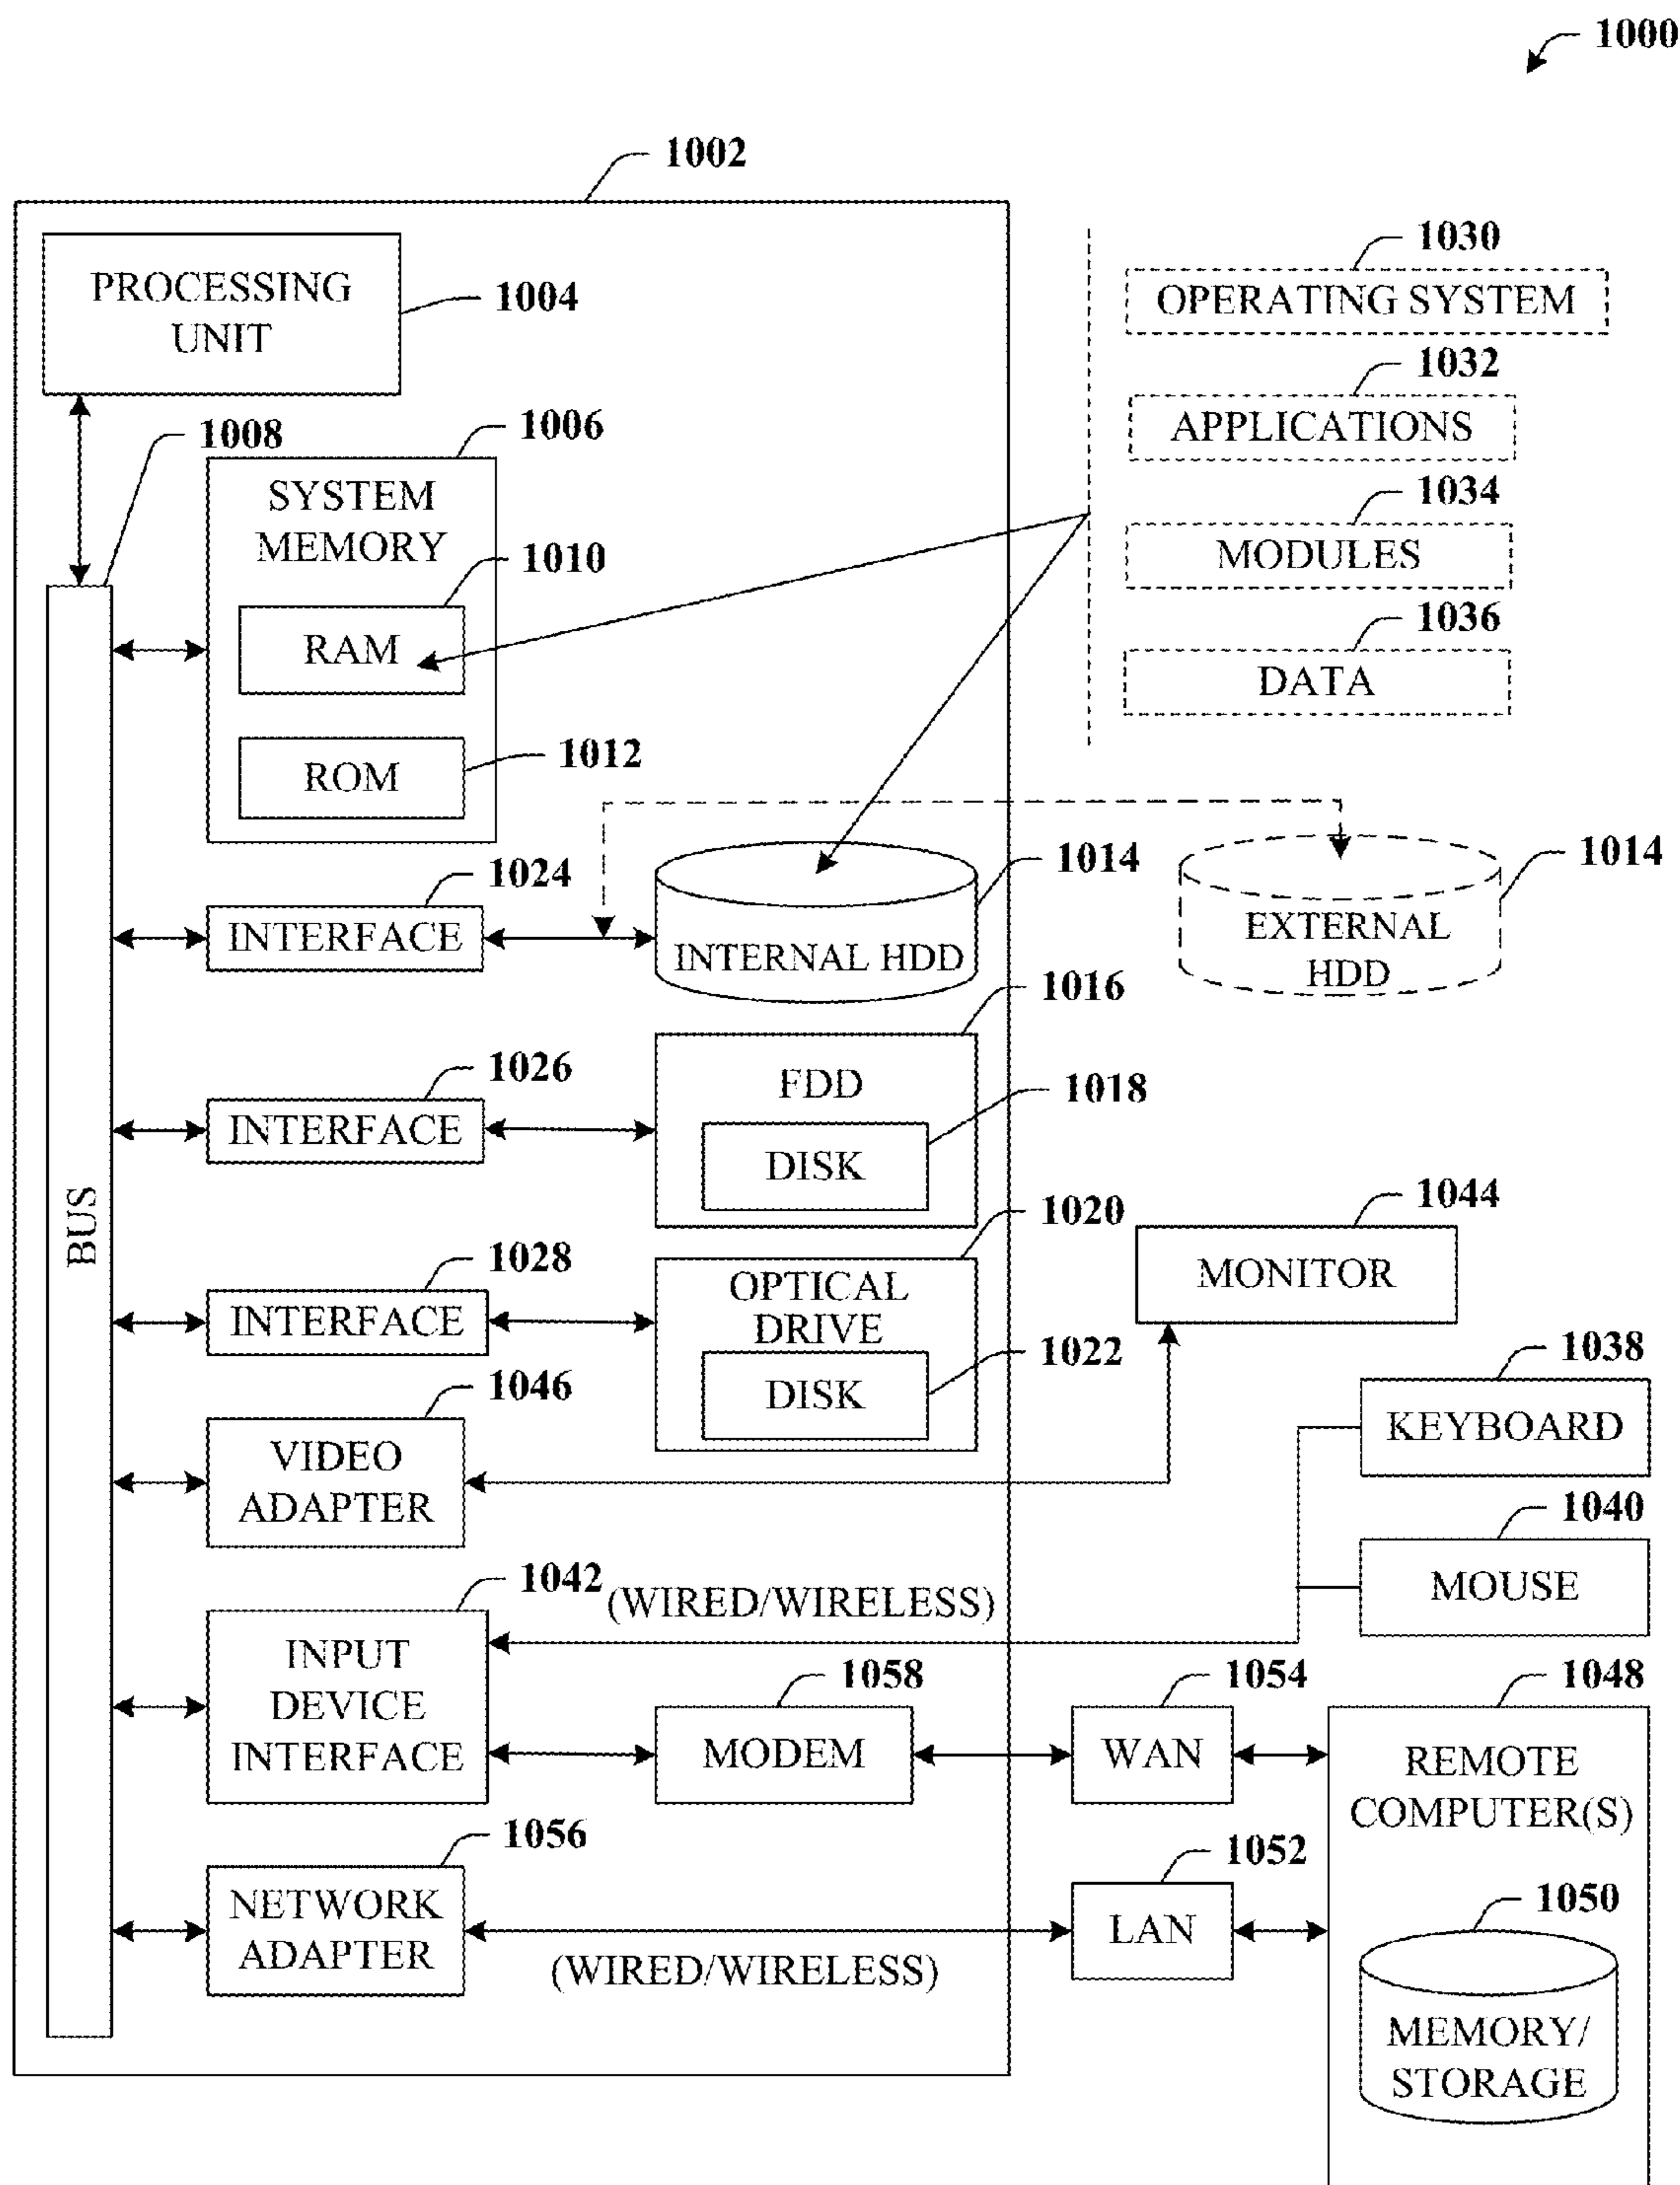 1000
1002
PROCESSING
UNIT
1004
1008
1006
SYSTEM
MEMORY
1010
RAM
1012
ROM
1030
OPERATING SYSTEM
1032
APPLICATIONS
1034
MODULES
1036
DATA
BUS
1024
INTERFACE
1014
INTERNAL HDD
1014
EXTERNAL
HDD
1026
INTERFACE
1016
FDD
1018
DISK
1028
INTERFACE
1020
OPTICAL
DRIVE
1022
DISK
1044
MONITOR
1046
VIDEO
ADAPTER
1038
KEYBOARD
1040
MOUSE
1042
(WIRED/WIRELESS)
INPUT
DEVICE
INTERFACE
1058
MODEM
1054
WAN
1048
REMOTE
COMPUTER(S)
1056
NETWORK
ADAPTER
(WIRED/WIRELESS)
1052
LAN
1050
MEMORY/
STORAGE